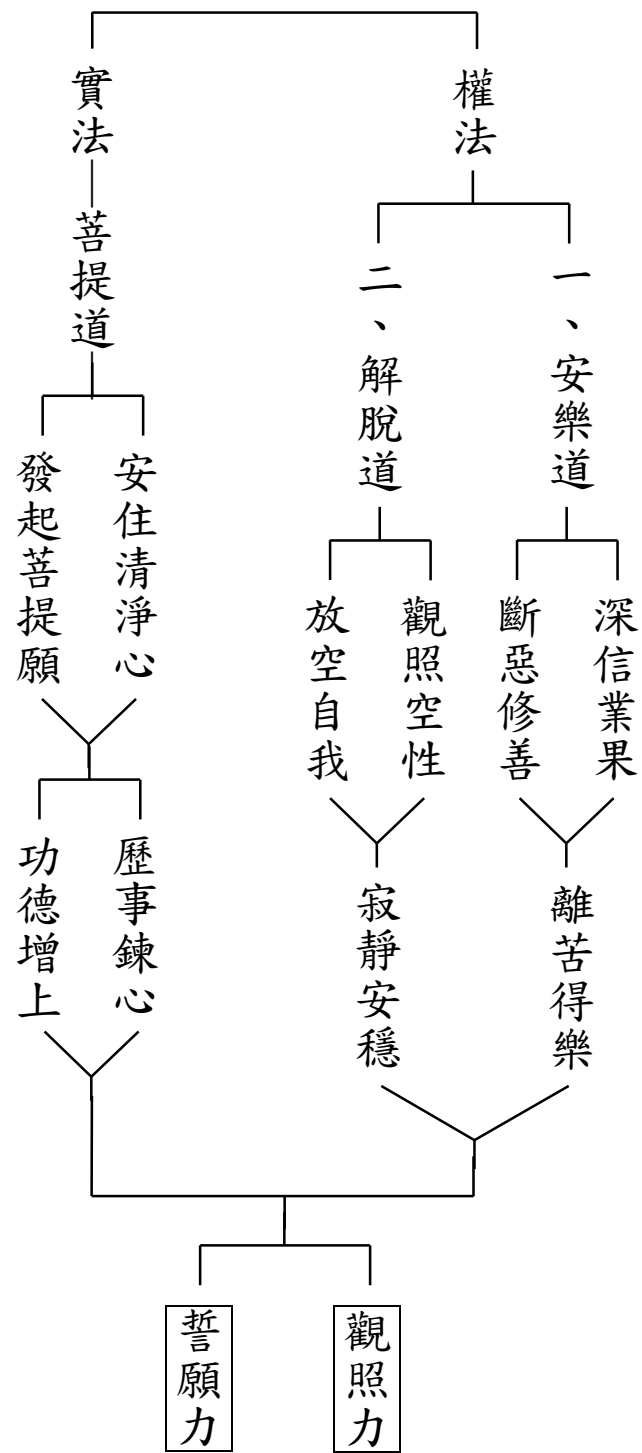 權法
一、安樂道
深信業果
斷惡修善
離苦得樂
二、解脫道
觀照空性
放空自我
寂靜安穩
實法
菩提道
安住清淨心
發起菩提願
歷事鍊心
功德增上
觀照力
誓願力